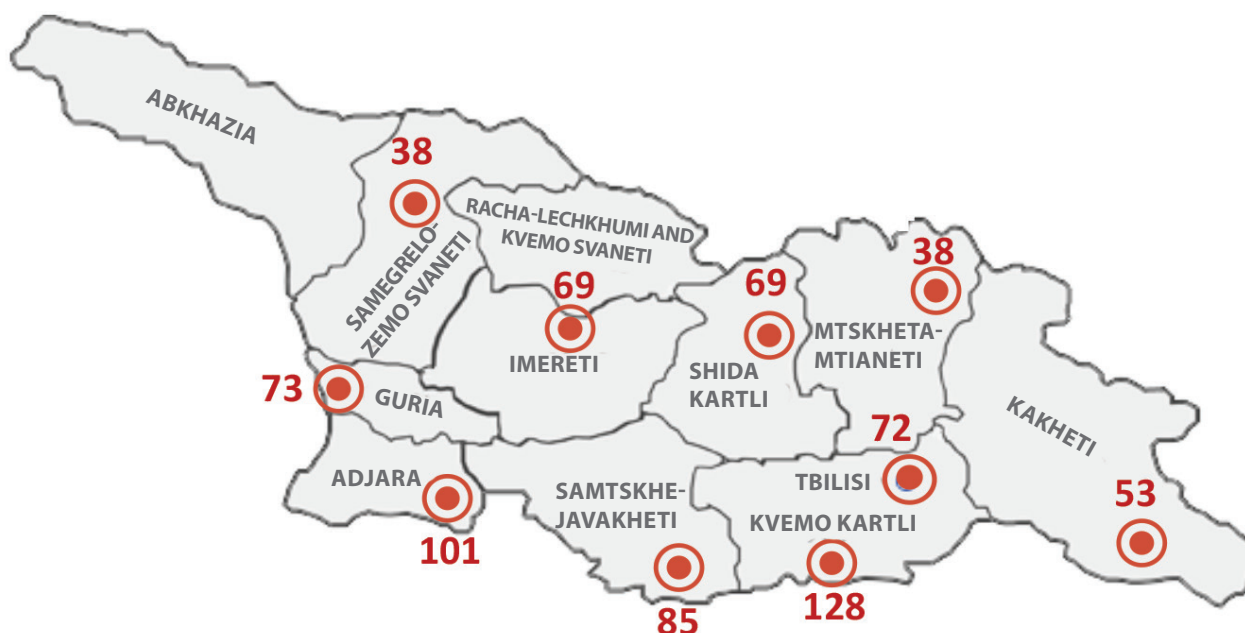 ABKHAZIA
38
SAMEGRELO-
ZEMO SVANETI
RACHA-LECHKHUMI AND
KVEMO SVANETI
69
IMERETI
69
SHIDA
KARTLI
38
MTSKHETA-
MTIANETI
73
GURIA
KAKHETI
72
TBILISI
ADJARA
101
SAMTSKHE-
JAVAKHETI
85
KVEMO KARTLI
128
53